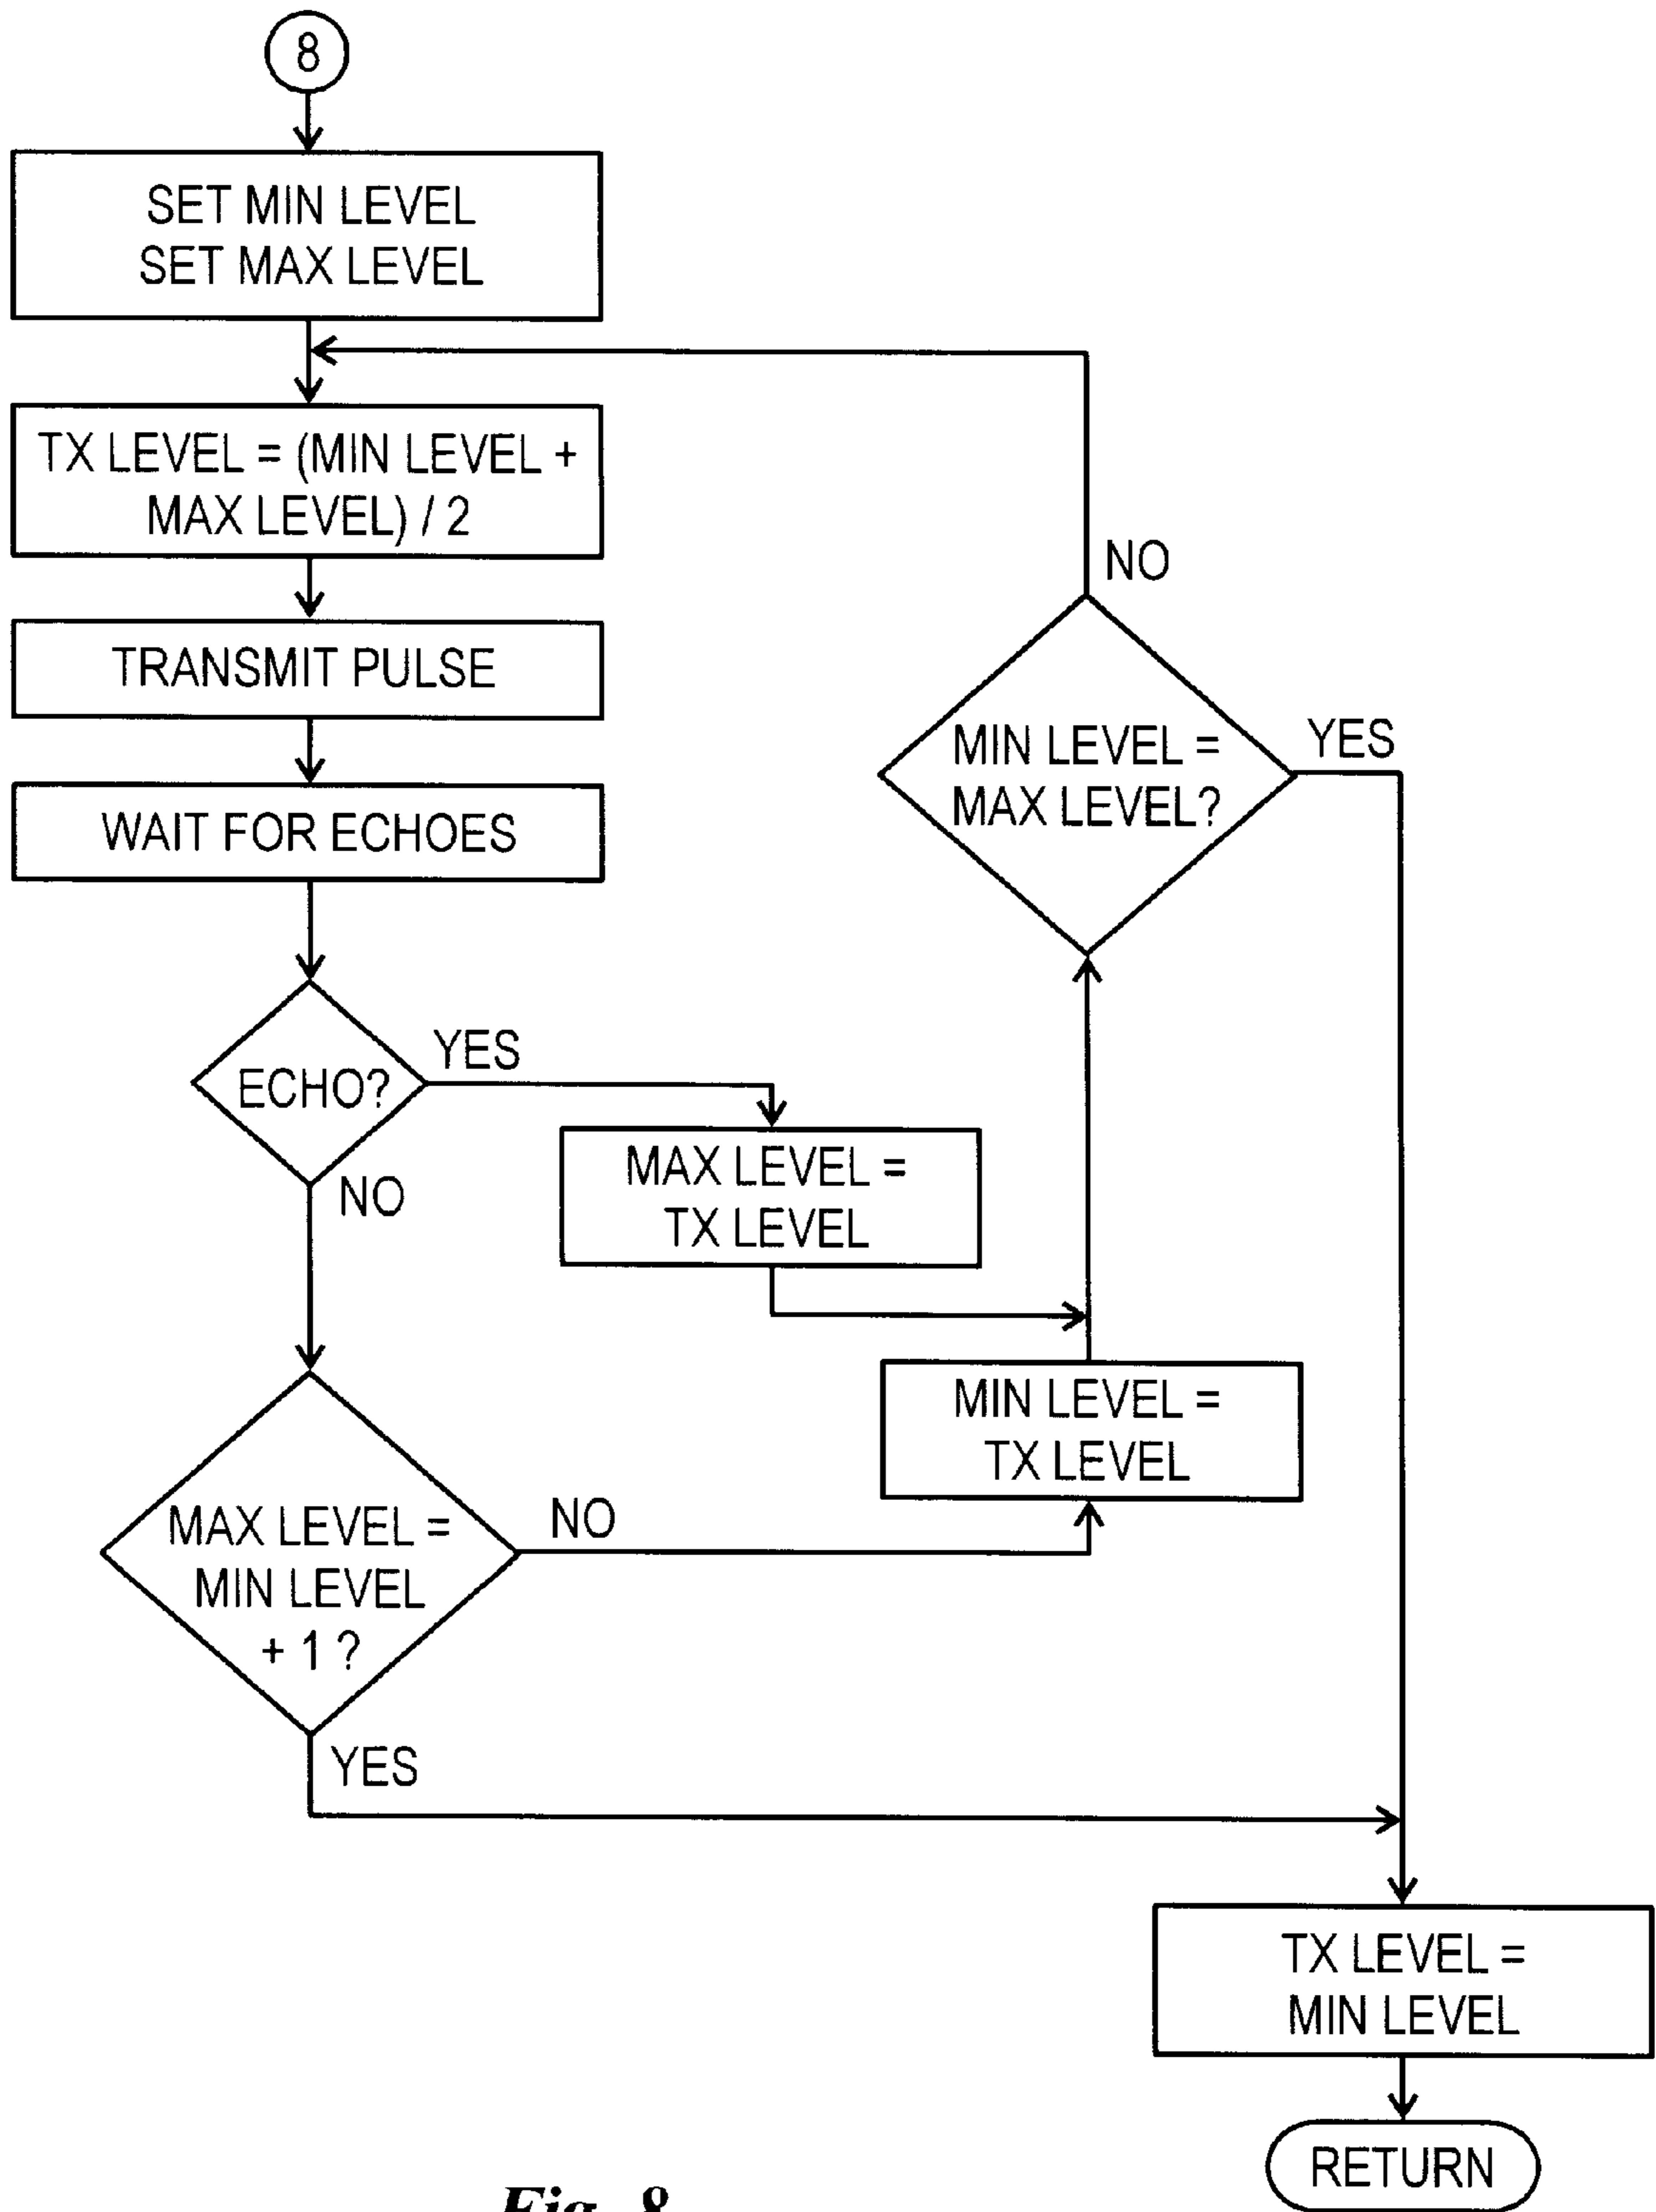 8
SET MIN LEVEL
SET MAX LEVEL
TX LEVEL = (MIN LEVEL +
MAX LEVEL) / 2
TRANSMIT PULSE
WAIT FOR ECHOES
ECHO?
YES
NO
MAX LEVEL =
TX LEVEL
MAX LEVEL =
MIN LEVEL
+ 1 ?
NO
YES
MIN LEVEL =
TX LEVEL
MIN LEVEL =
MAX LEVEL?
NO
YES
TX LEVEL =
MIN LEVEL
RETURN
Fig. 8